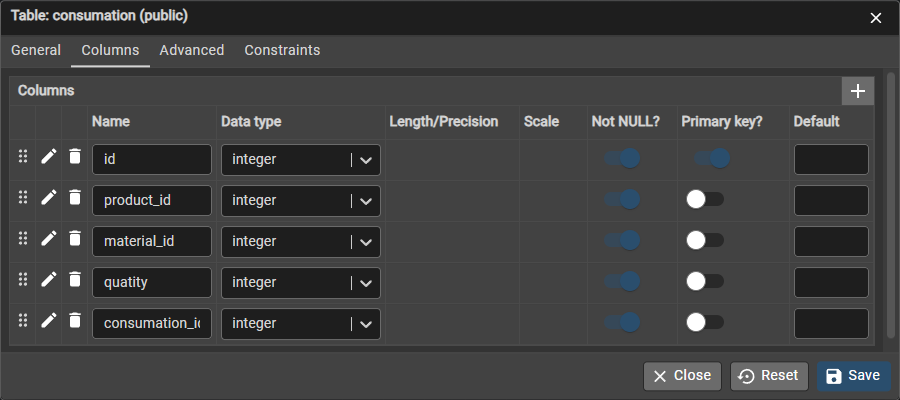 Table: consumation (public)
General Columns Advanced Constraints
Columns
Name Data type Length/Precision Scale Not NULL? Primary key? Default
id integer
product_id integer
material_id integer
quatity integer
consumation_ic integer
Close Reset Save